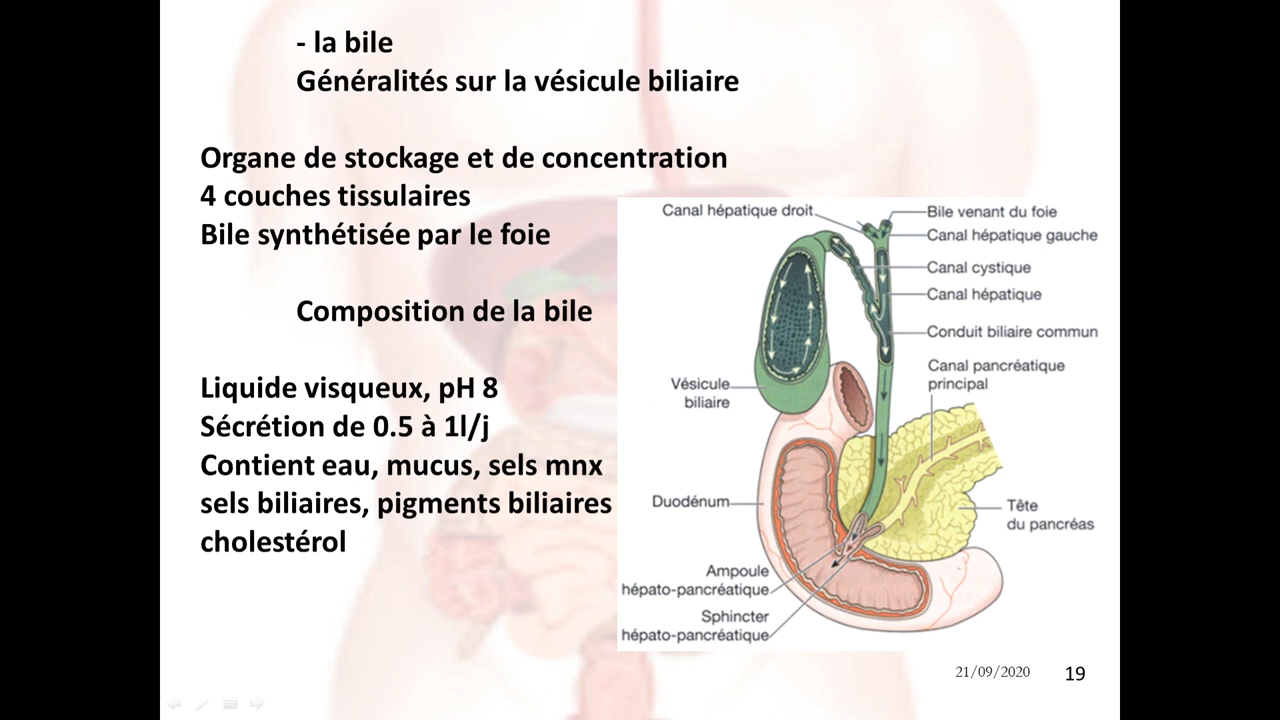 - la bile
Généralités sur la vésicule biliaire
Organe de stockage et de concentration
4 couches tissulaires
Bile synthétisée par le foie
Composition de la bile
Liquide visqueux, pH 8
Sécrétion de 0.5 à 1l/j
Contient eau, mucus, sels mnx
sels biliaires, pigments biliaires
cholestérol
Canal hépatique droit
Bile venant du foie
Canal hépatique gauche
Canal cystique
Canal hépatique
Conduit biliaire commun
Canal pancréatique
principal
Vésicule
biliaire
Duodénum
Tête
du pancréas
Ampoule
hépato-pancréatique
Sphincter
hépato-pancréatique
21/09/2020
19